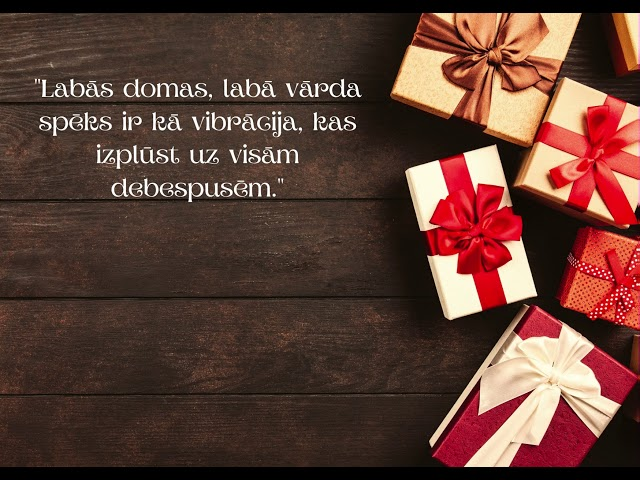 "Labās domas, labā vārda
spēks ir kā vibrācija, kas
izplūst uz visām
debespusēm."